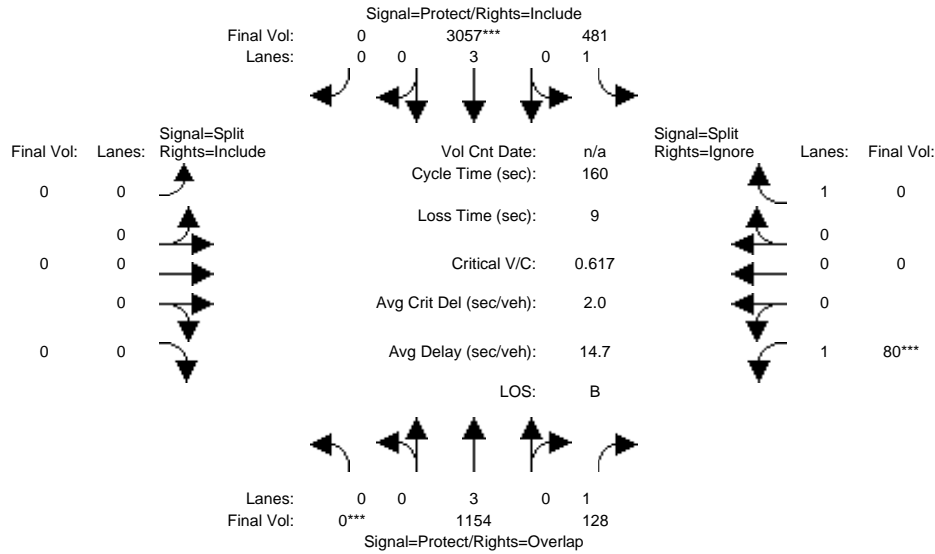 Signal=Protect/Rights=Include
Final Vol: 0 3057*** 481
Lanes: 0 0 3 0 1
Signal=Split
Final Vol: Lanes: Rights=Include
Vol Cnt Date: n/a
Signal=Split
Rights=Ignore Lanes: Final Vol:
Cycle Time (sec): 160
0 0
1 0
Loss Time (sec): 9
0
0
0 0
Critical V/C: 0.617
0 0
0
Avg Crit Del (sec/veh): 2.0
0
0 0
Avg Delay (sec/veh): 14.7
1 80***
LOS: B
Lanes: 0 0 3 0 1
Final Vol: 0*** 1154 128
Signal=Protect/Rights=Overlap